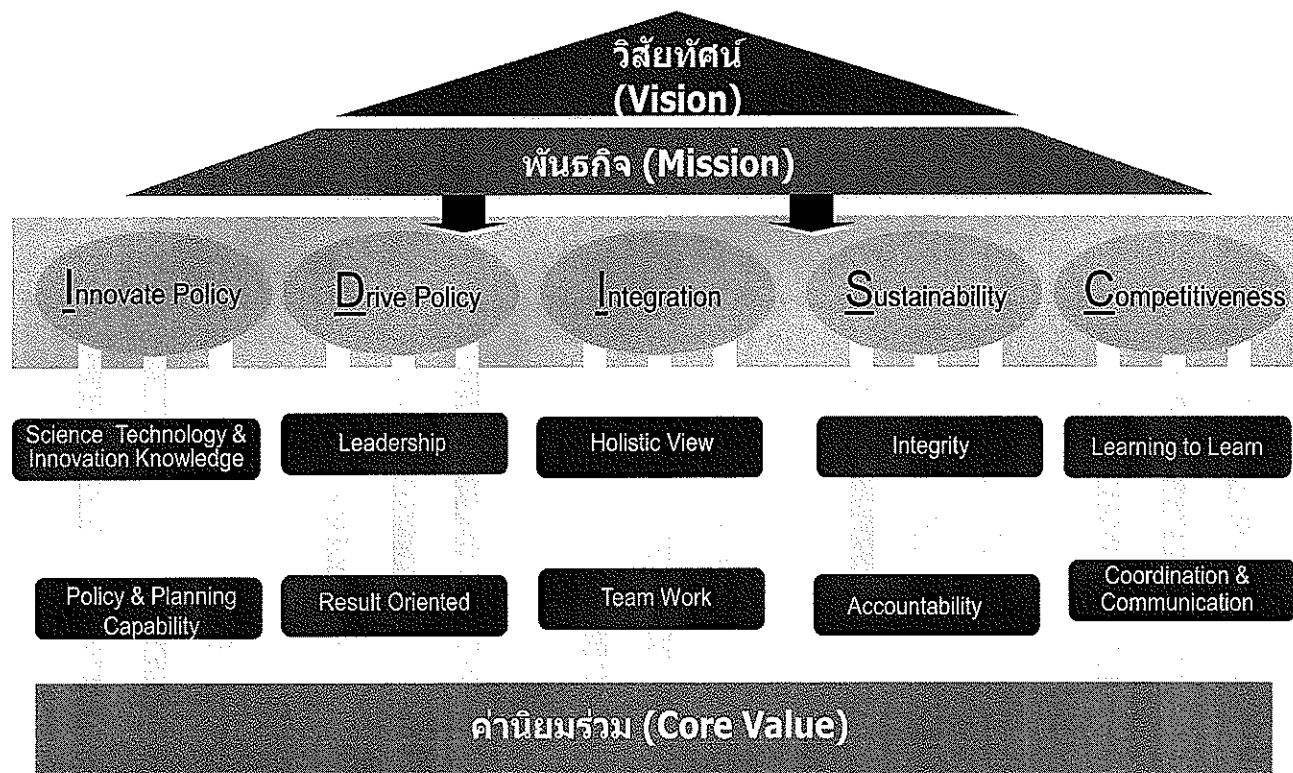 วิสัยทัศน์
(Vision)
พันธกิจ (Mission)
Innovate Policy
Drive Policy
Integration
Sustainability
Competitiveness
Science Technology &
Innovation Knowledge
Leadership
Holistic View
Integrity
Learning to Learn
Policy & Planning
Capability
Result Oriented
Team Work
Accountability
Coordination &
Communication
ค่านิยมร่วม (Core Value)